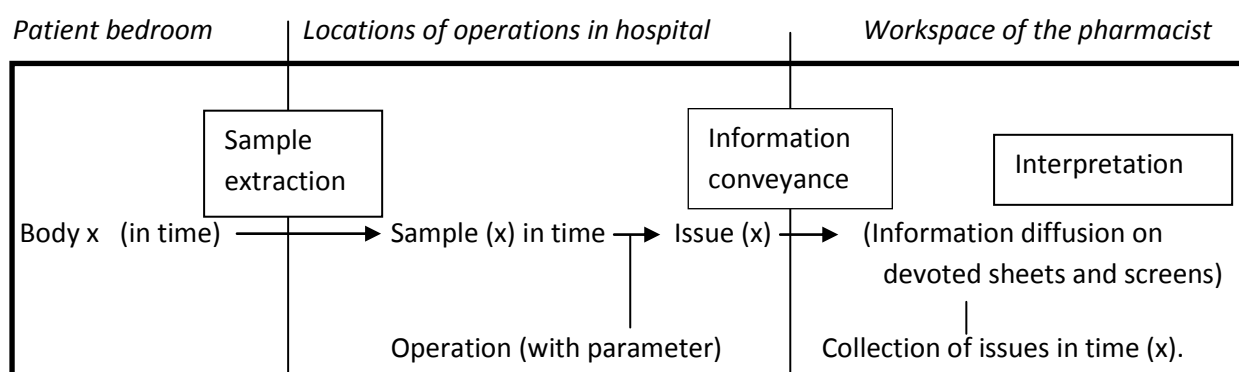 Patient bedroom
Locations of operations in hospital
Workspace of the pharmacist
Sample
extraction
Information
conveyance
Interpretation
Body x (in time)
Sample (x) in time
Issue (x)
(Information diffusion on
devoted sheets and screens)
Operation (with parameter)
Collection of issues in time (x).